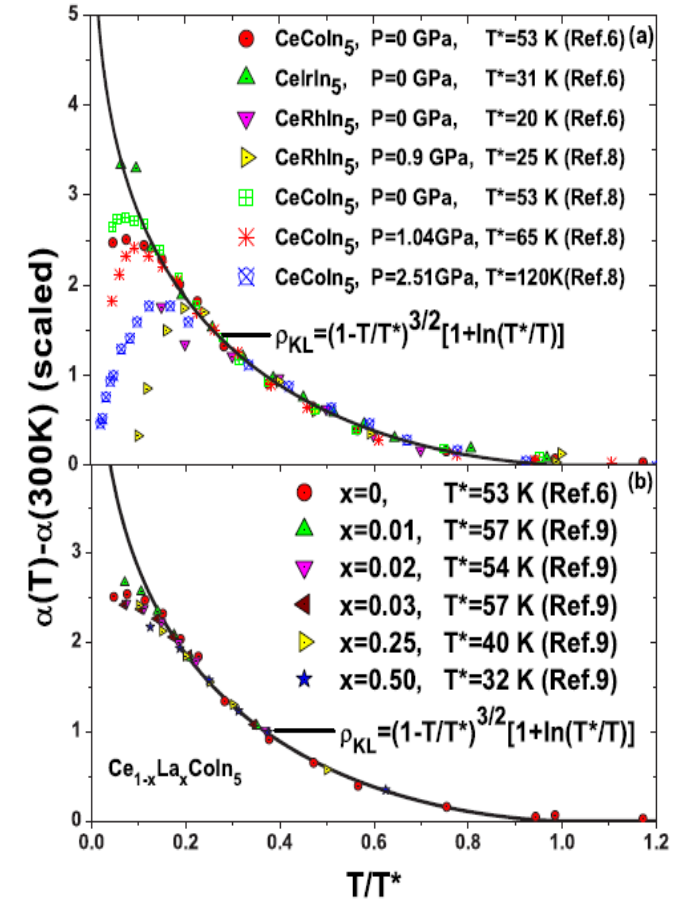 5
4
3
2
1
0
(a)
CeCoIn5, P=0 GPa, T*=53 K (Ref.6)
CeIrIn5, P=0 GPa, T*=31 K (Ref.6)
CeRhIn5, P=0 GPa, T*=20 K (Ref.6)
CeRhIn5, P=0.9 GPa, T*=25 K (Ref.8)
CeCoIn5, P=0 GPa, T*=53 K (Ref.8)
CeCoIn5, P=1.04GPa, T*=65 K (Ref.8)
CeCoIn5, P=2.51GPa, T*=120K(Ref.8)
ρKL=(1-T/T*)3/2[1+ln(T*/T)]
α(T)-α(300K) (scaled)
3
2
1
0
(b)
x=0, T*=53 K (Ref.6)
x=0.01, T*=57 K (Ref.9)
x=0.02, T*=54 K (Ref.9)
x=0.03, T*=57 K (Ref.9)
x=0.25, T*=40 K (Ref.9)
x=0.50, T*=32 K (Ref.9)
ρKL=(1-T/T*)3/2[1+ln(T*/T)]
Ce1-xLaxCoIn5
0.0 0.2 0.4 0.6 0.8 1.0 1.2
T/T*